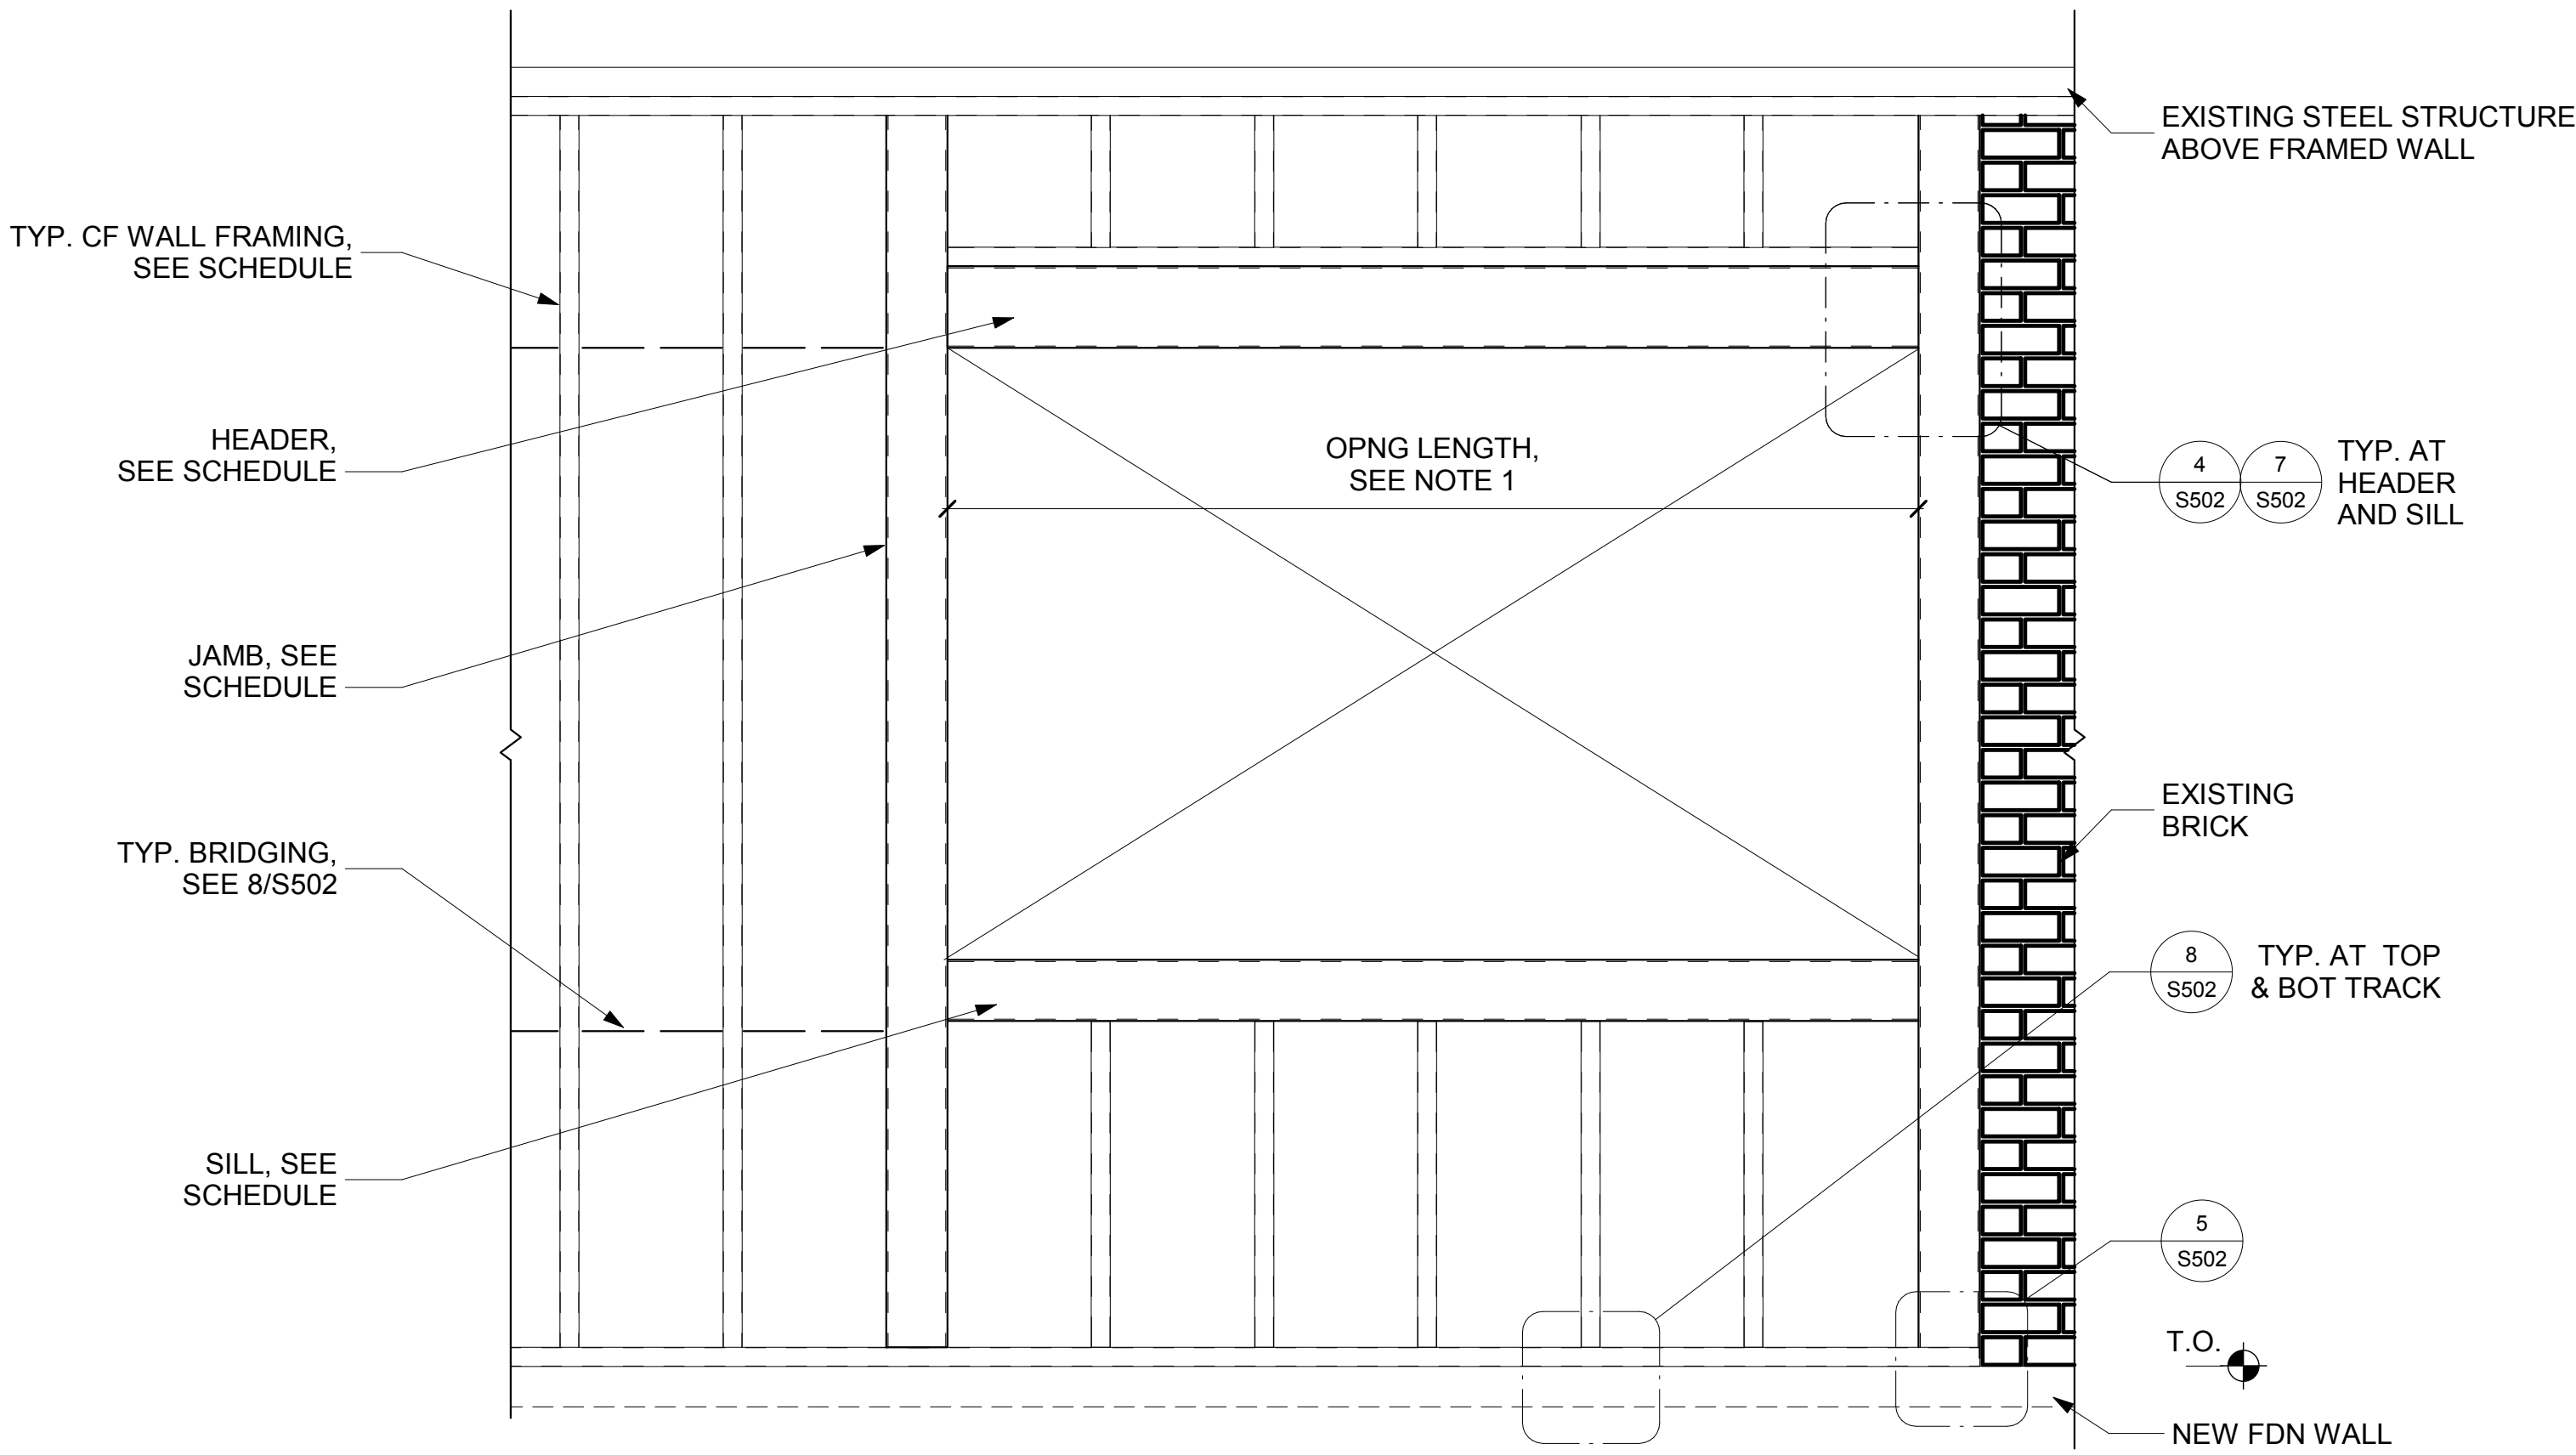 EXISTING STEEL STRUCTURE
ABOVE FRAMED WALL
TYP. CF WALL FRAMING,
SEE SCHEDULE
HEADER,
SEE SCHEDULE
OPNG LENGTH,
SEE NOTE 1
4
S502
7
S502
TYP. AT
HEADER
AND SILL
JAMB, SEE
SCHEDULE
EXISTING
BRICK
TYP. BRIDGING,
SEE 8/S502
8
S502
TYP. AT TOP
& BOT TRACK
SILL, SEE
SCHEDULE
5
S502
T.O.
NEW FDN WALL